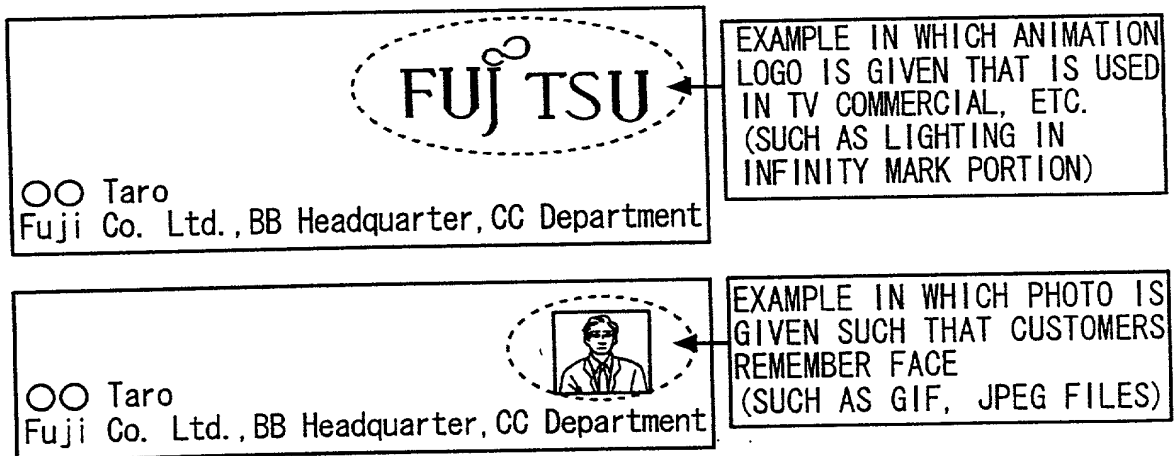 FUJITSU
EXAMPLE IN WHICH ANIMATION
LOGO IS GIVEN THAT IS USED
IN TV COMMERCIAL, ETC.
(SUCH AS LIGHTING IN
INFINITY MARK PORTION)
○○ Taro
Fuji Co. Ltd.,BB Headquarter,CC Department
EXAMPLE IN WHICH PHOTO IS
GIVEN SUCH THAT CUSTOMERS
REMEMBER FACE
(SUCH AS GIF, JPEG FILES)
○○ Taro
Fuji Co. Ltd.,BB Headquarter,CC Department